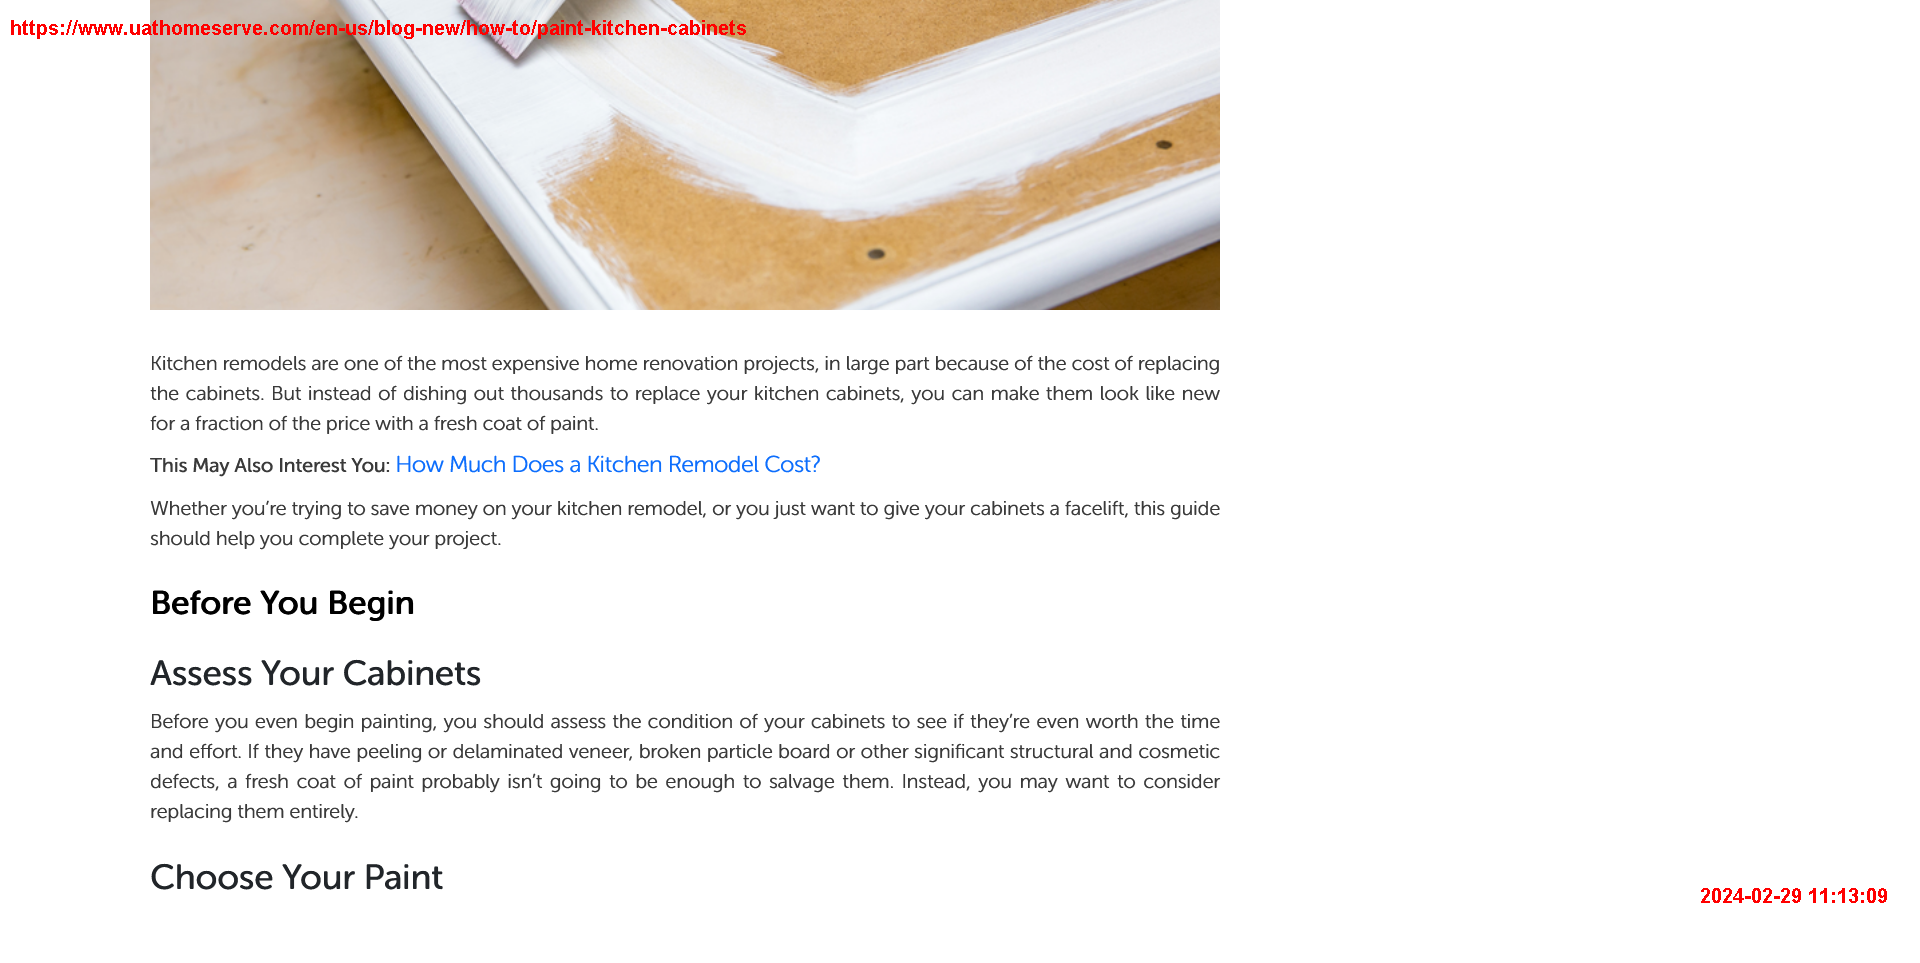 https://www.uathomeserve.com/en-us/blog-new/how-to/paint-kitchen-cabinets
Kitchen remodels are one of the most expensive home renovation projects, in large part because of the cost of replacing
the cabinets. But instead of dishing out thousands to replace your kitchen cabinets, you can make them look like new
for a fraction of the price with a fresh coat of paint.
This May Also Interest You: How Much Does a Kitchen Remodel Cost?
Whether you’re trying to save money on your kitchen remodel, or you just want to give your cabinets a facelift, this guide
should help you complete your project.
Before You Begin
Assess Your Cabinets
Before you even begin painting, you should assess the condition of your cabinets to see if they’re even worth the time
and effort. If they have peeling or delaminated veneer, broken particle board or other significant structural and cosmetic
defects, a fresh coat of paint probably isn’t going to be enough to salvage them. Instead, you may want to consider
replacing them entirely.
Choose Your Paint
2024-02-29 11:13:09